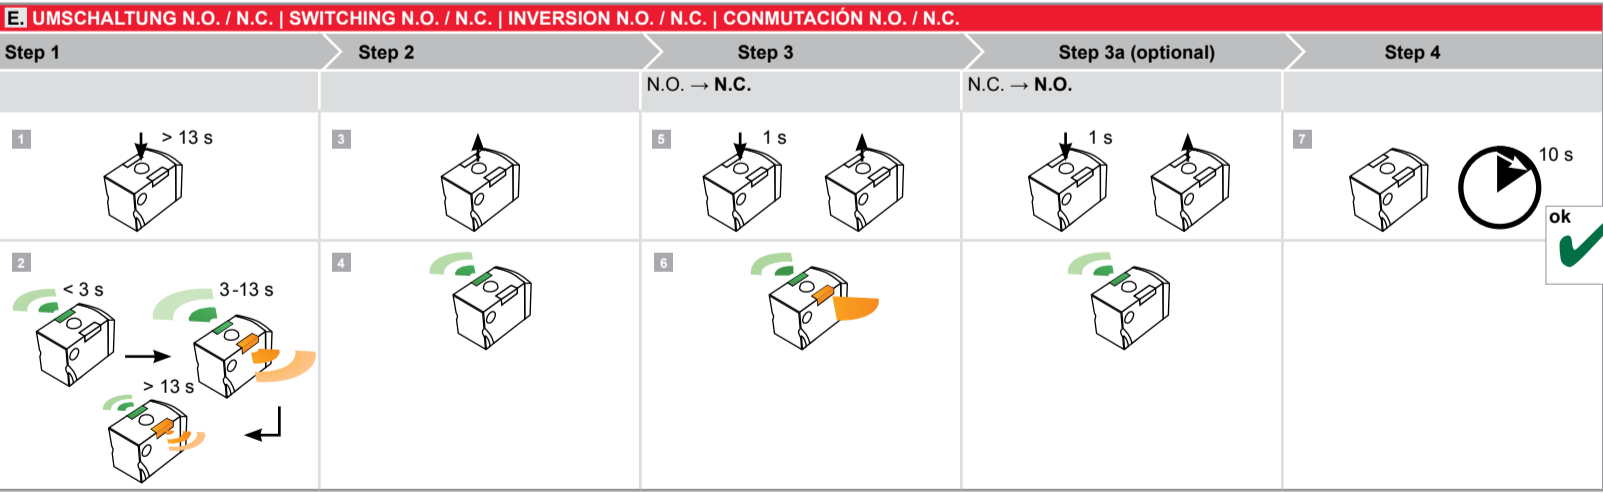 E. UMSCHALTUNG N.O. / N.C. | SWITCHING N.O. / N.C. | INVERSION N.O. / N.C. | CONMUTACIÓN N.O. / N.C.
Step 1
Step 2
Step 3
Step 3a (optional)
Step 4
N.O. → N.C.
N.C. → N.O.
1
> 13 s
3
5
1 s
1 s
7
10 s
ok
2
< 3 s
3-13 s
> 13 s
4
6